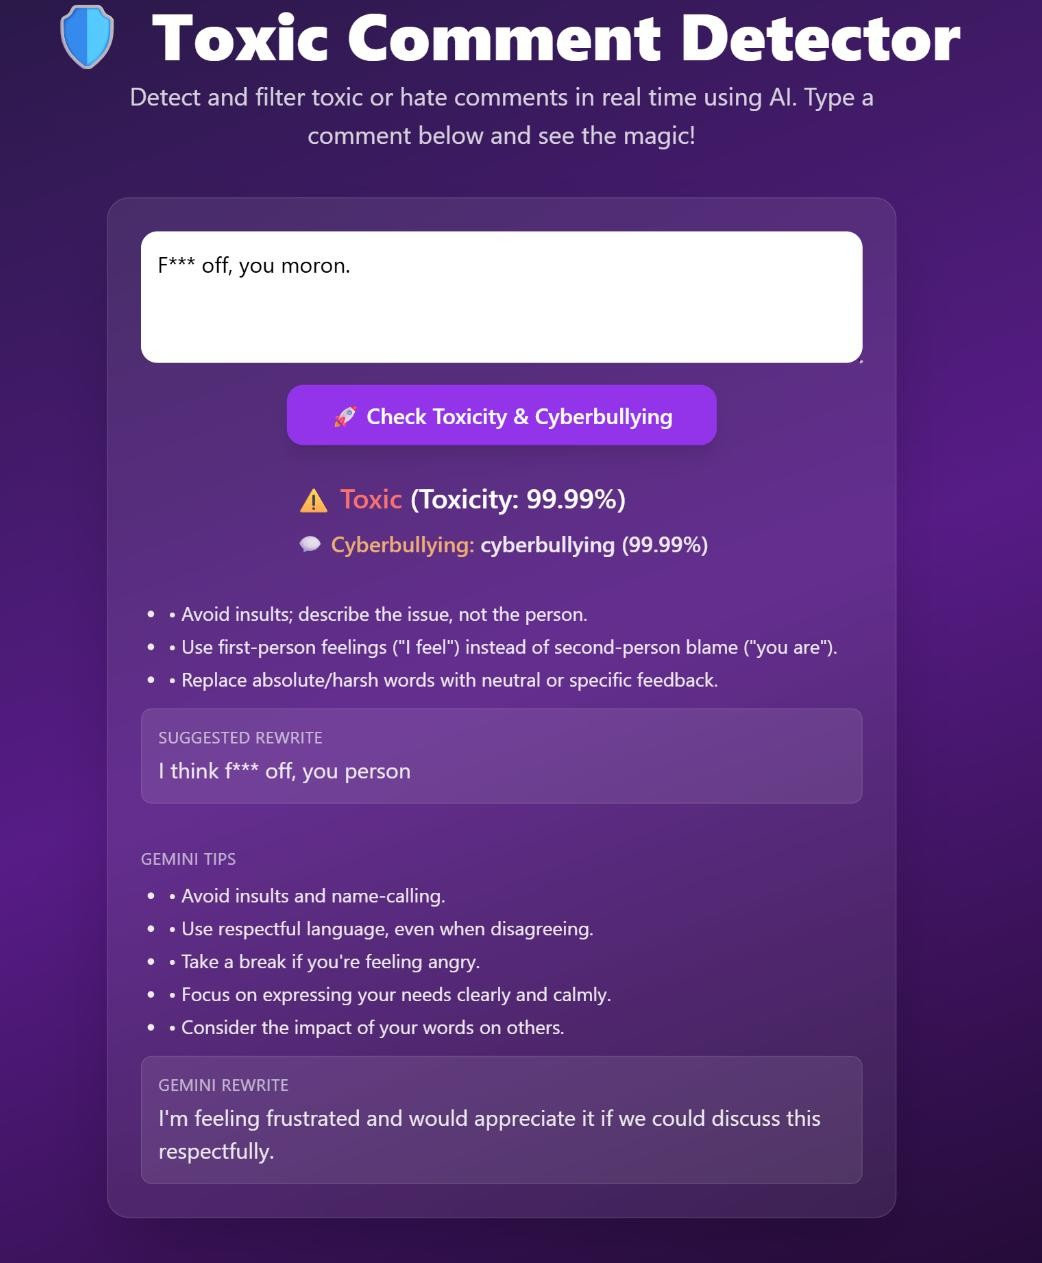 Toxic Comment Detector
Detect and filter toxic or hate comments in real time using AI. Type a
comment below and see the magic!
F*** off, you moron.
🚀 Check Toxicity & Cyberbullying
⚠️ Toxic (Toxicity: 99.99%)
💬 Cyberbullying: cyberbullying (99.99%)
• • Avoid insults; describe the issue, not the person.
• • Use first-person feelings ("I feel") instead of second-person blame ("you are").
• • Replace absolute/harsh words with neutral or specific feedback.
SUGGESTED REWRITE
I think f*** off, you person
GEMINI TIPS
• • Avoid insults and name-calling.
• • Use respectful language, even when disagreeing.
• • Take a break if you're feeling angry.
• • Focus on expressing your needs clearly and calmly.
• • Consider the impact of your words on others.
GEMINI REWRITE
I'm feeling frustrated and would appreciate it if we could discuss this
respectfully.